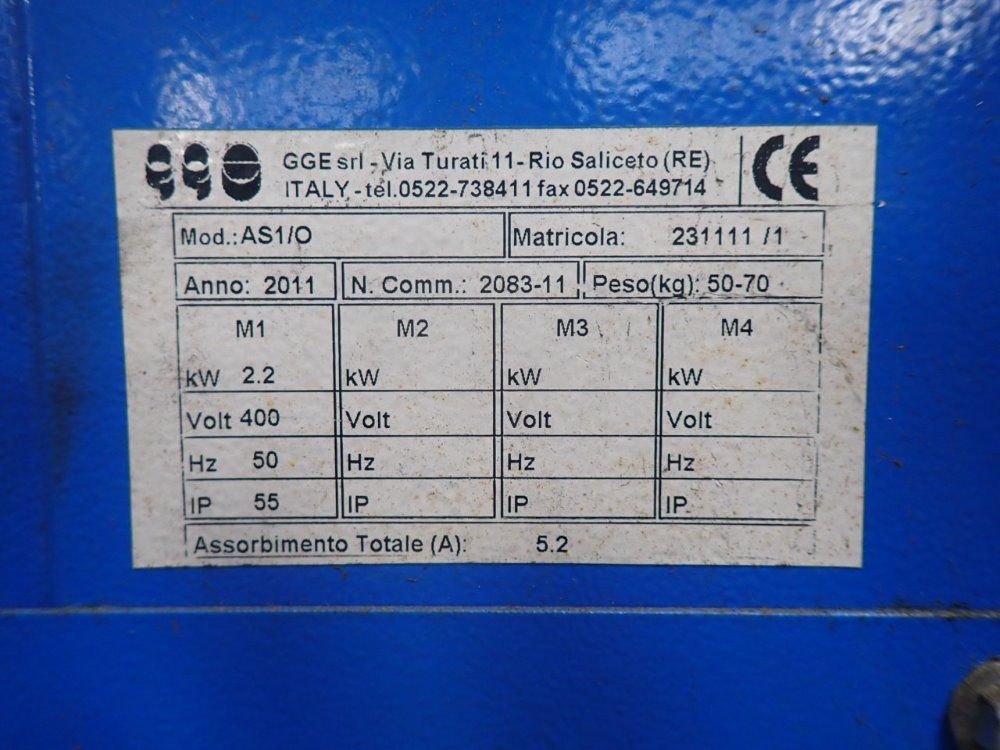 gge GGE srl - Via Turati 11 - Rio Saliceto (RE) CE
ITALY - tel.0522-738411 fax 0522-649714
Mod.: AS1/O Matricola: 231111 /1
Anno: 2011 N. Comm.: 2083-11 Peso(kg): 50-70
M1 M2 M3 M4
kW 2.2 kW kW kW
Volt 400 Volt Volt Volt
Hz 50 Hz Hz Hz
IP 55 IP IP IP
Assorbimento Totale (A): 5.2